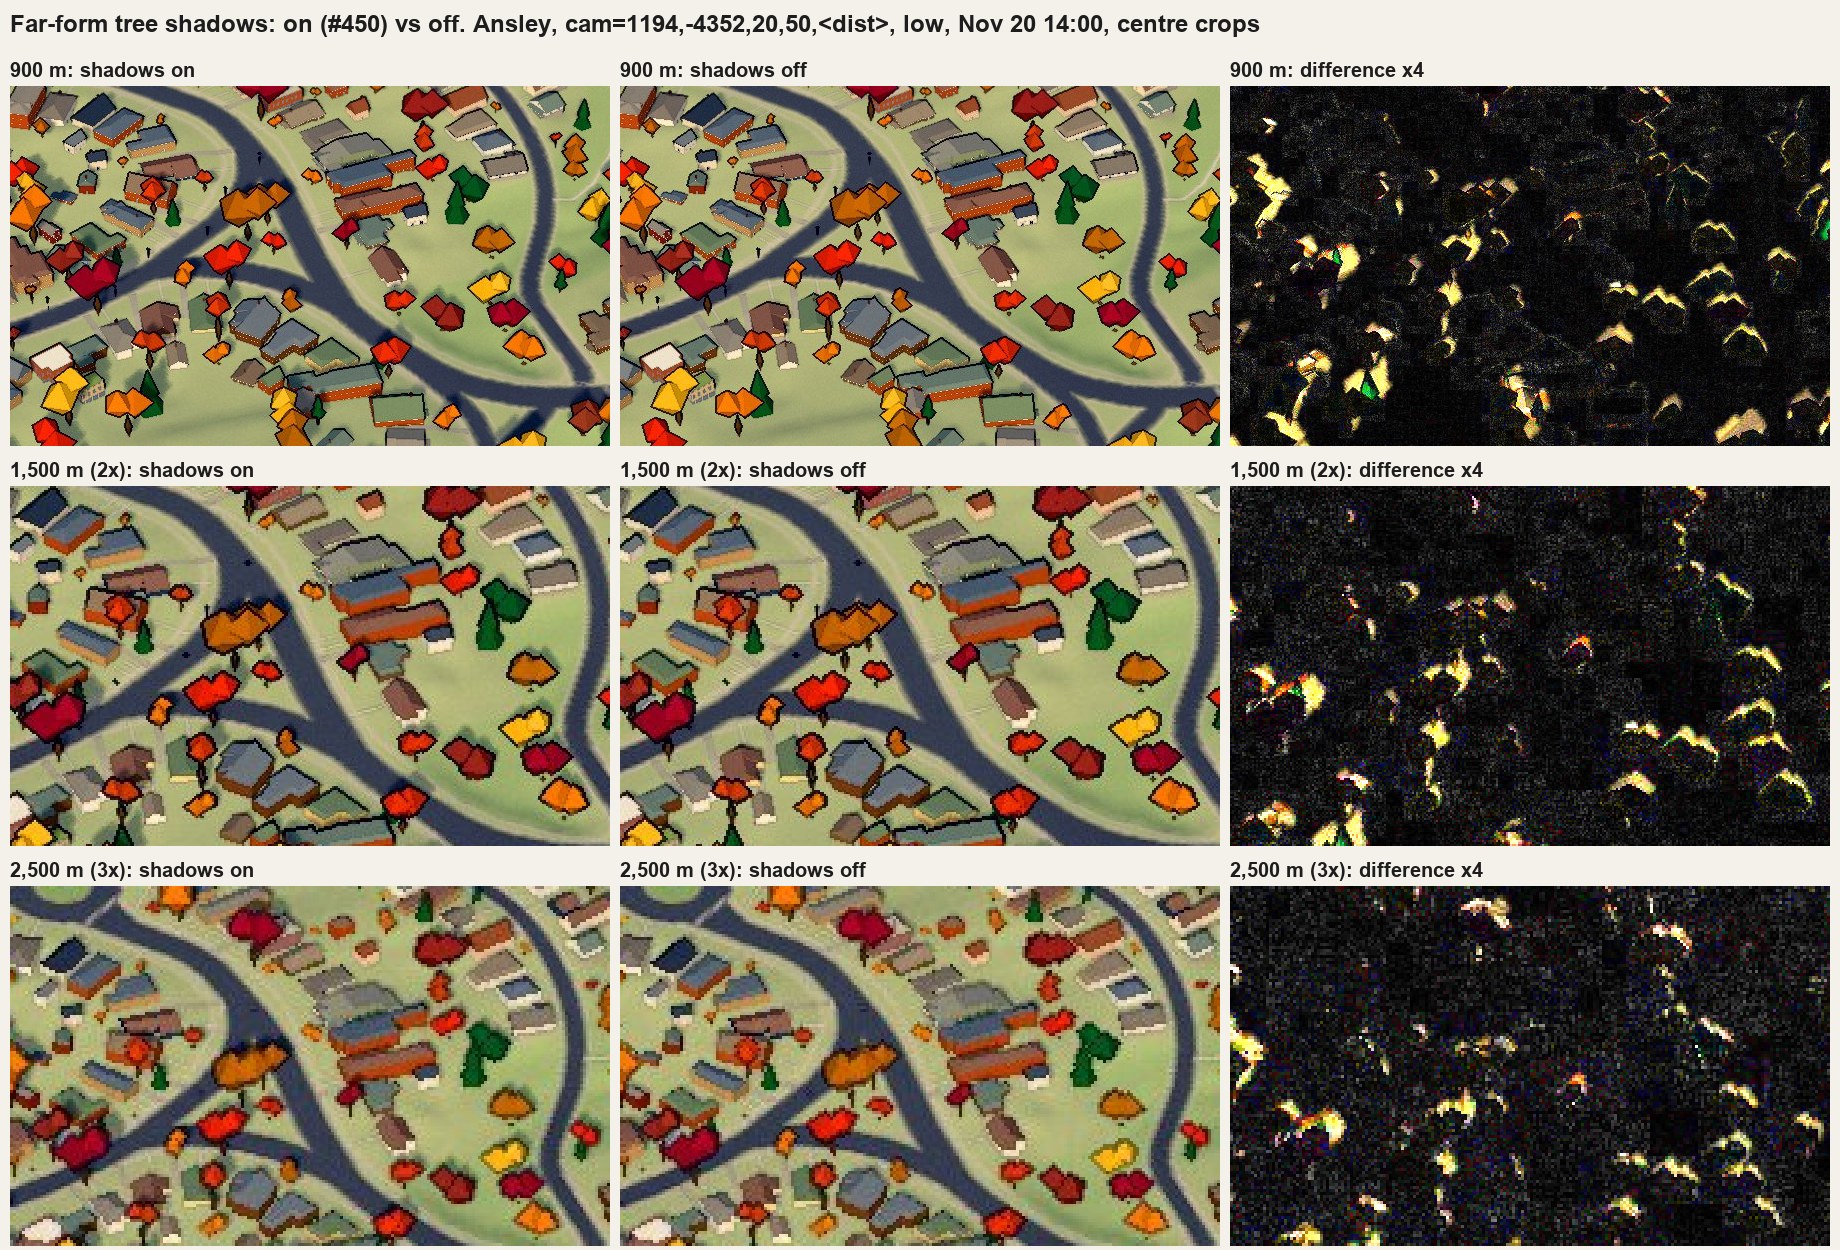 Far-form tree shadows: on (#450) vs off. Ansley, cam=1194,-4352,20,50,<dist>, low, Nov 20 14:00, centre crops
900 m: shadows on
900 m: shadows off
900 m: difference x4
1,500 m (2x): shadows on
1,500 m (2x): shadows off
1,500 m (2x): difference x4
2,500 m (3x): shadows on
2,500 m (3x): shadows off
2,500 m (3x): difference x4